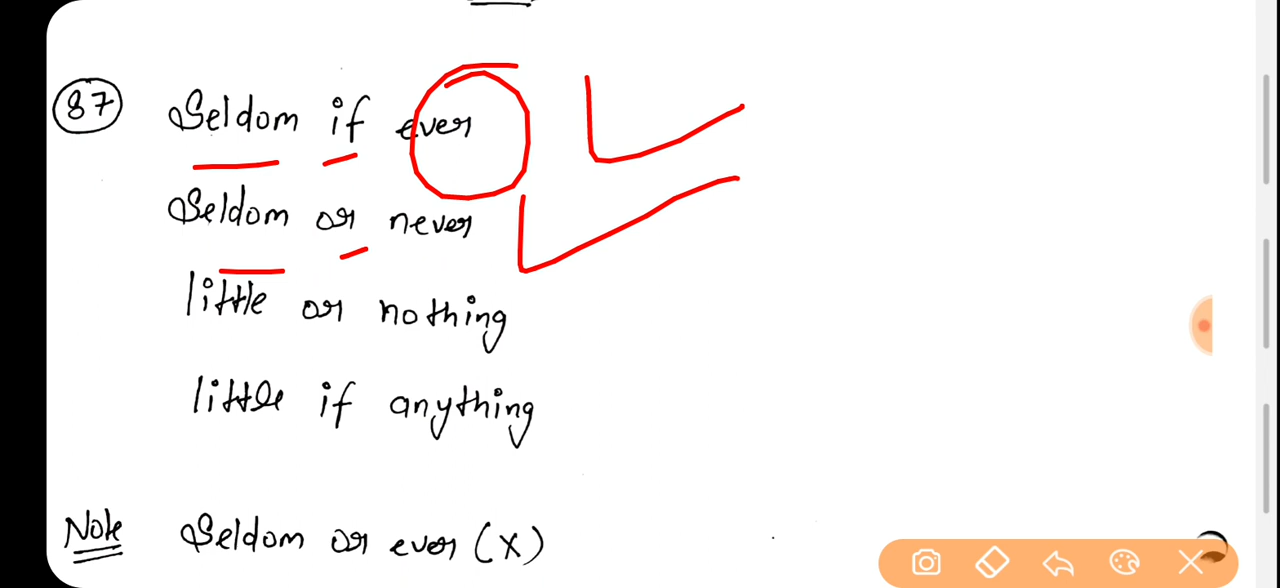 87 Seldom if ever
Seldom or never
little or nothing
little if anything
Note Seldom or ever (X)